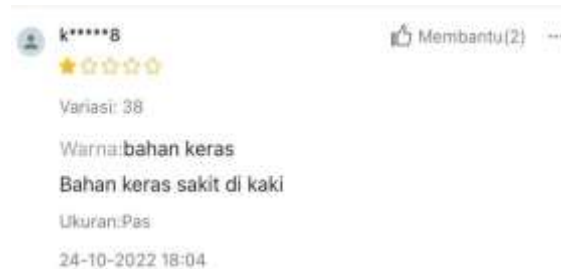 k*****8
Membantu(2)
Variasi: 38
Warna:bahan keras
Bahan keras sakit di kaki
Ukuran:Pas
24-10-2022 18:04